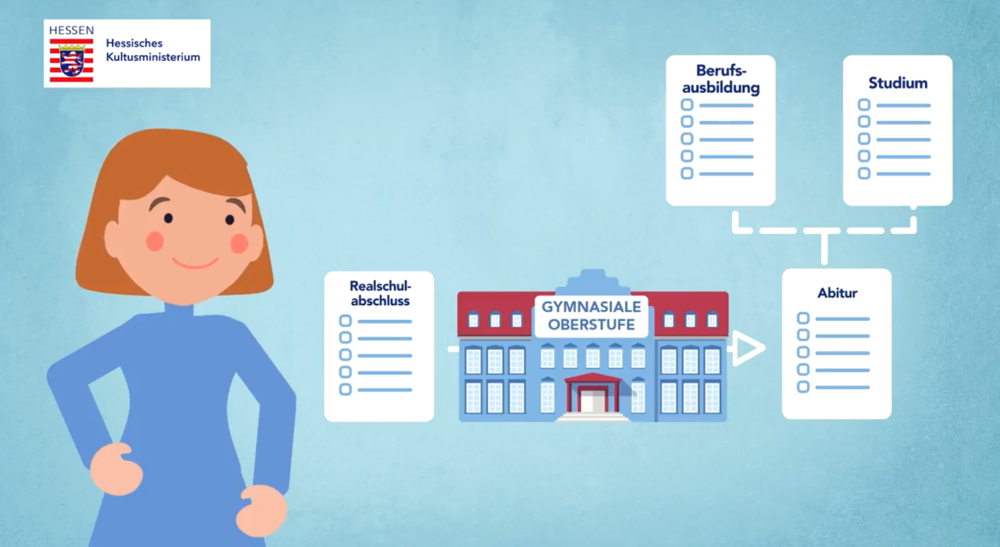 HESSEN
Hessisches
Kultusministerium
Berufs-
ausbildung
Studium
Realschul-
abschluss
GYMNASIALE
OBERSTUFE
Abitur